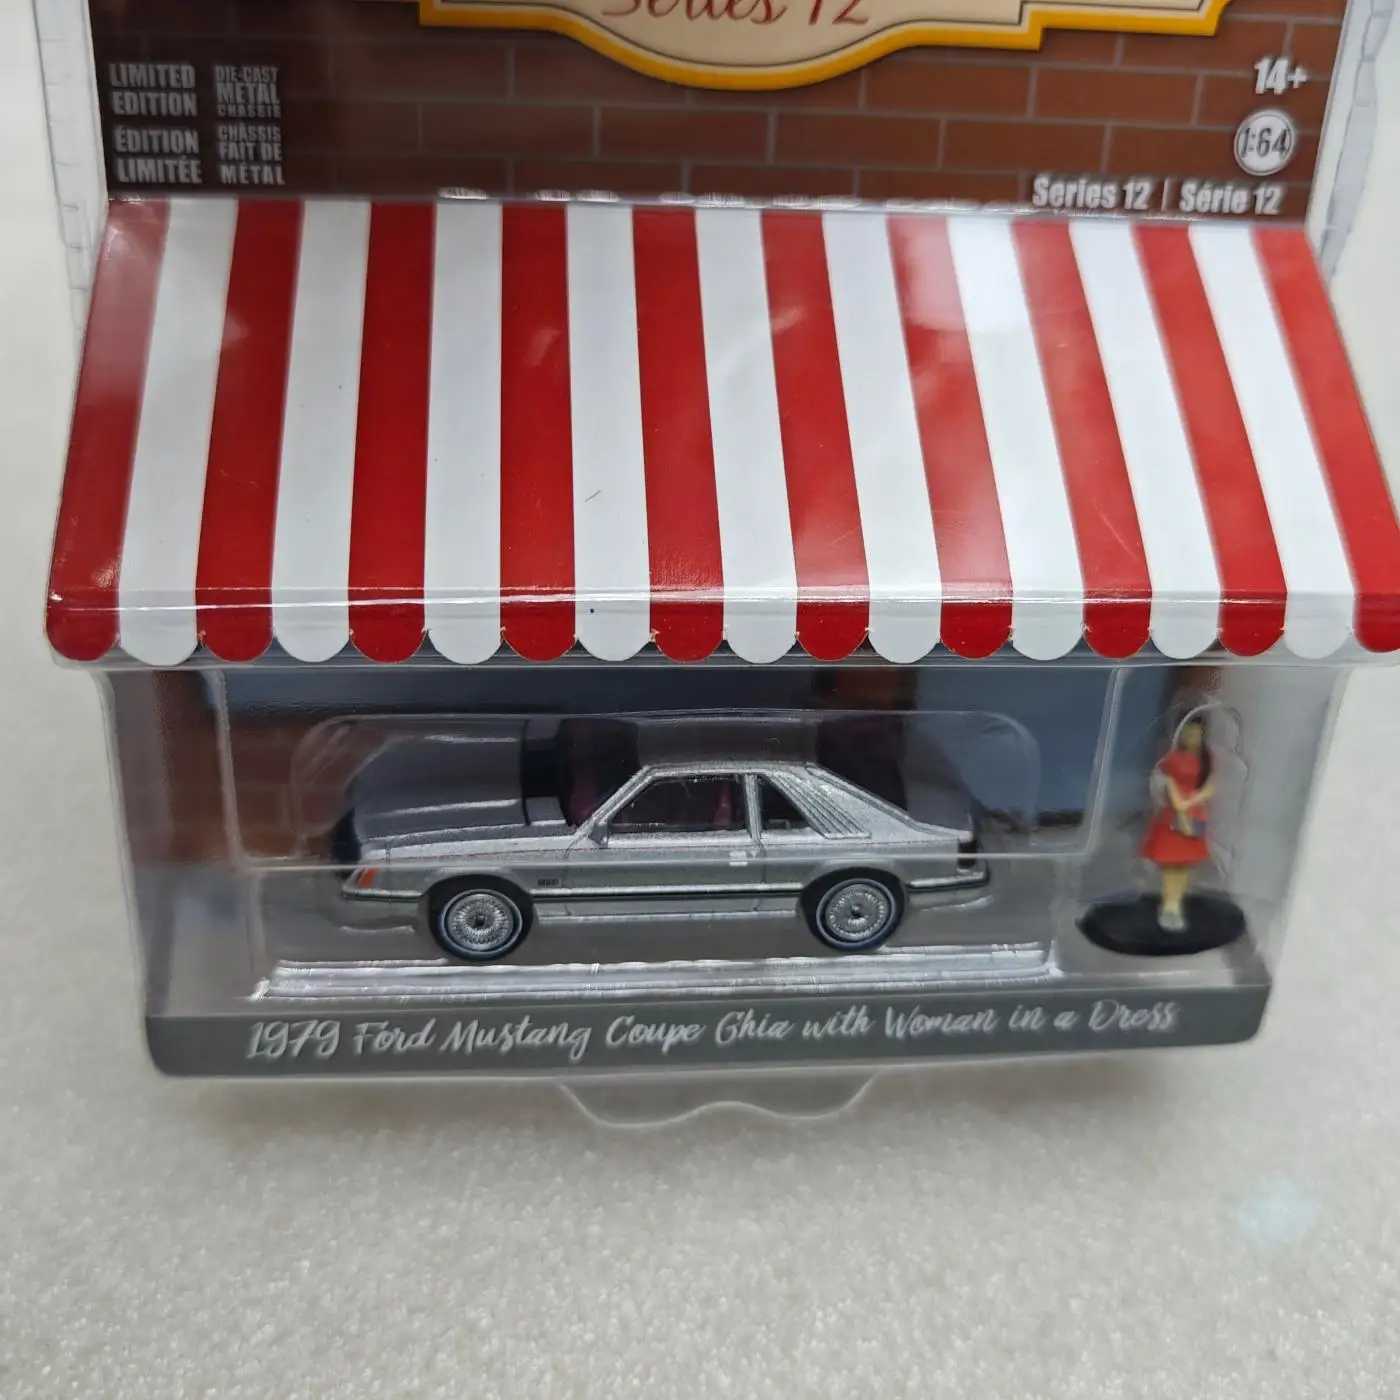 Series 12
LIMITED
EDITION
ÉDITION
LIMITÉE
DIE-CAST
METAL
CHASSIS
CHÂSSIS
FAIT DE
MÉTAL
14+
1:64
Series 12 | Série 12
1979 Ford Mustang Coupe Ghia with Woman in a Dress